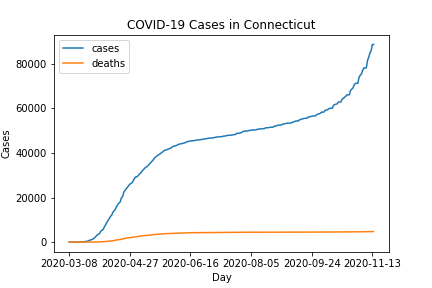 COVID-19 Cases in Connecticut
cases
deaths
80000
60000
40000
20000
0
Cases
2020-03-08 2020-04-27 2020-06-16 2020-08-05 2020-09-24 2020-11-13
Day